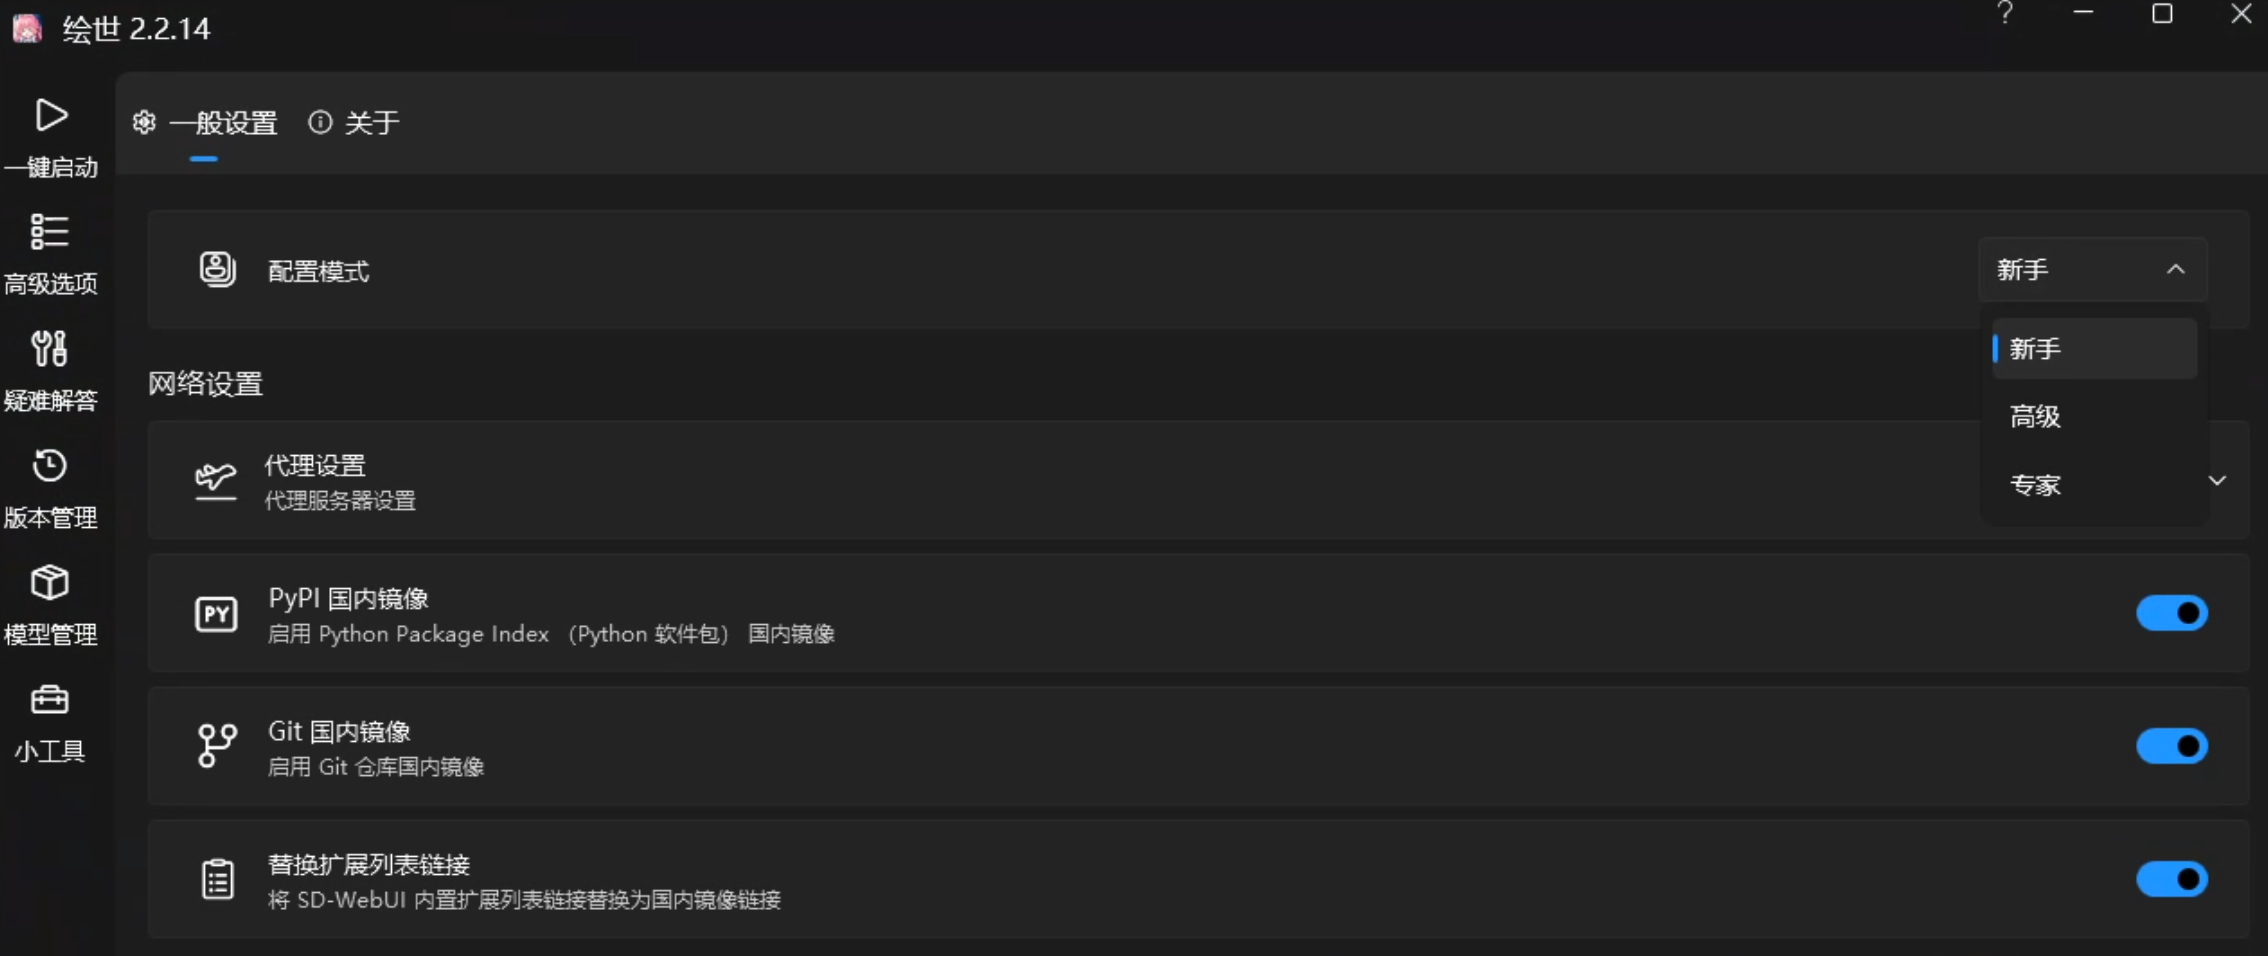 绘世 2.2.14
一般设置
关于
一键启动
高级选项
疑难解答
版本管理
模型管理
小工具
配置模式
新手
新手
高级
专家
网络设置
代理设置
代理服务器设置
PyPI 国内镜像
启用 Python Package Index （Python 软件包） 国内镜像
Git 国内镜像
启用 Git 仓库国内镜像
替换扩展列表链接
将 SD-WebUI 内置扩展列表链接替换为国内镜像链接